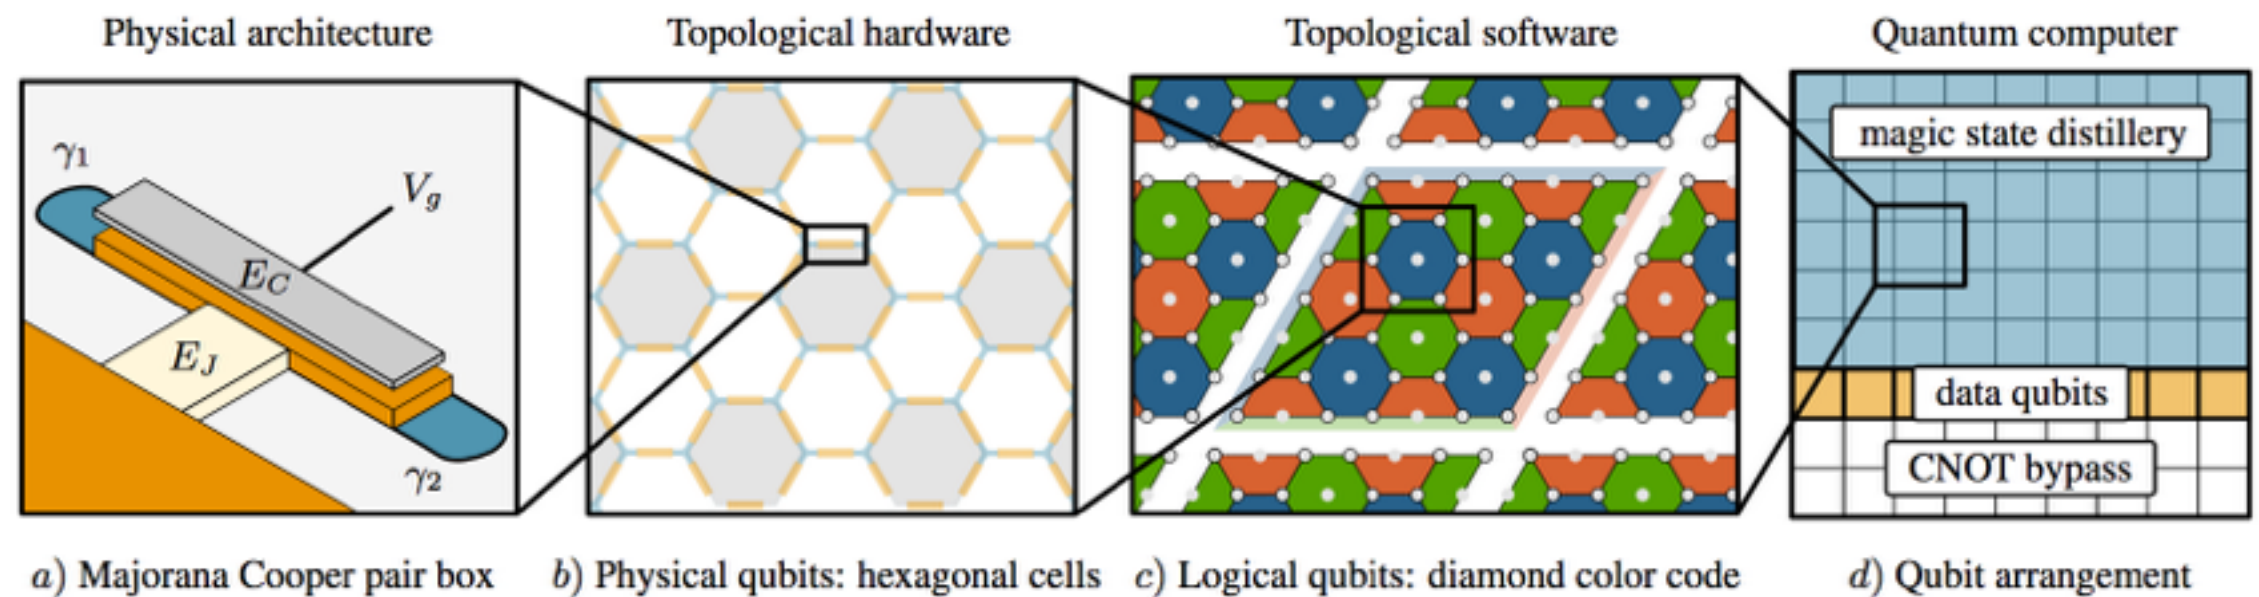 Physical architecture
Topological hardware
Topological software
Quantum computer
γ1
Vg
EC
EJ
γ2
magic state distillery
data qubits
CNOT bypass
a) Majorana Cooper pair box
b) Physical qubits: hexagonal cells
c) Logical qubits: diamond color code
d) Qubit arrangement